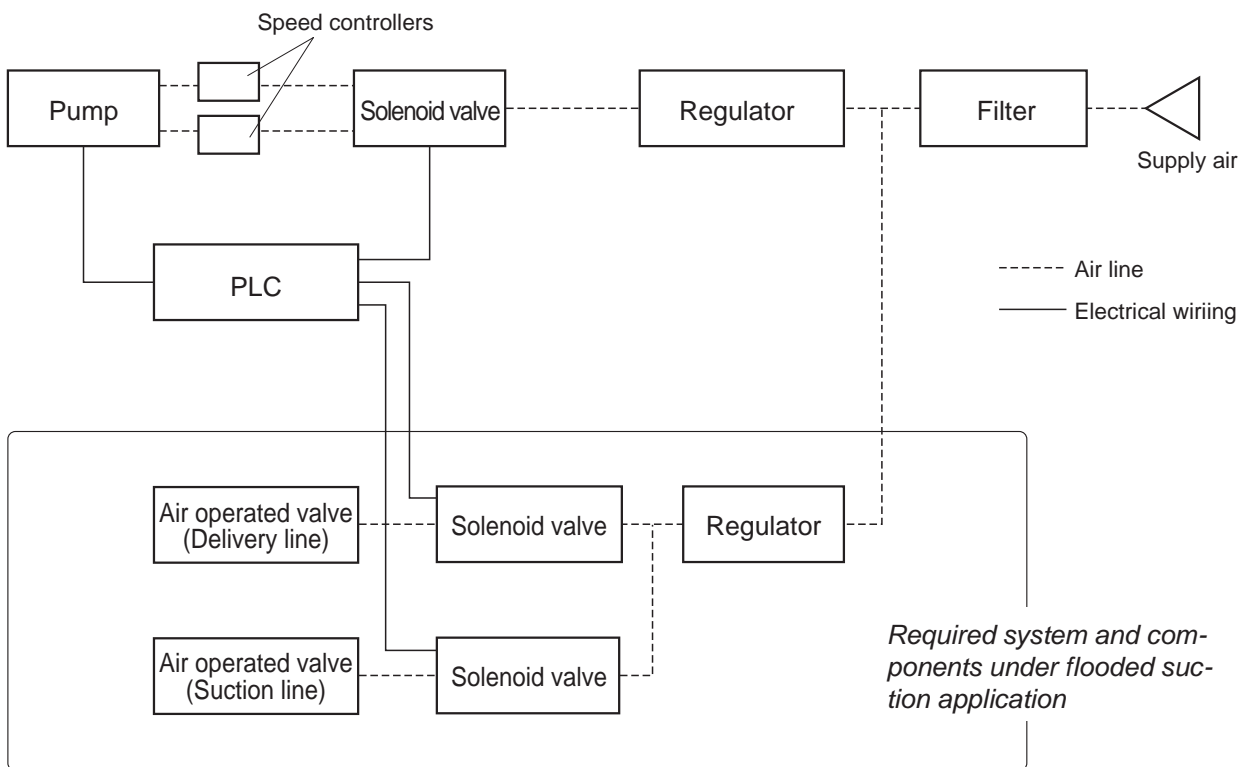 Speed controllers
Pump
Solenoid valve
Regulator
Filter
Supply air
PLC
Air line
Electrical wiriing
Air operated valve
(Delivery line)
Solenoid valve
Regulator
Air operated valve
(Suction line)
Solenoid valve
Required system and com-
ponents under flooded suc-
tion application